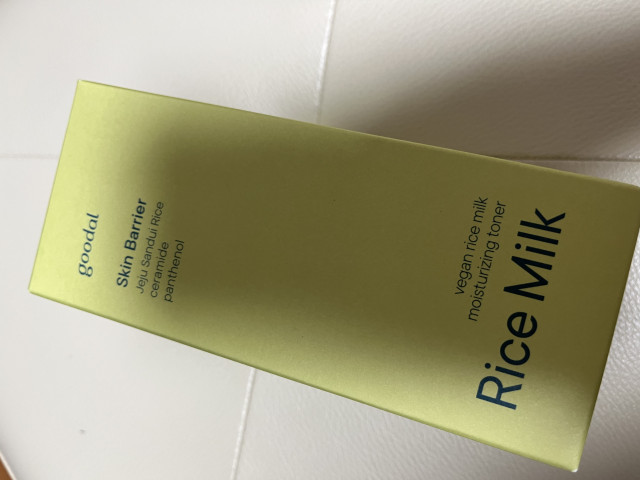 goodal
Skin Barrier
Jeju Sandui Rice
ceramide
panthenol
vegan rice milk
moisturizing toner
Rice Milk